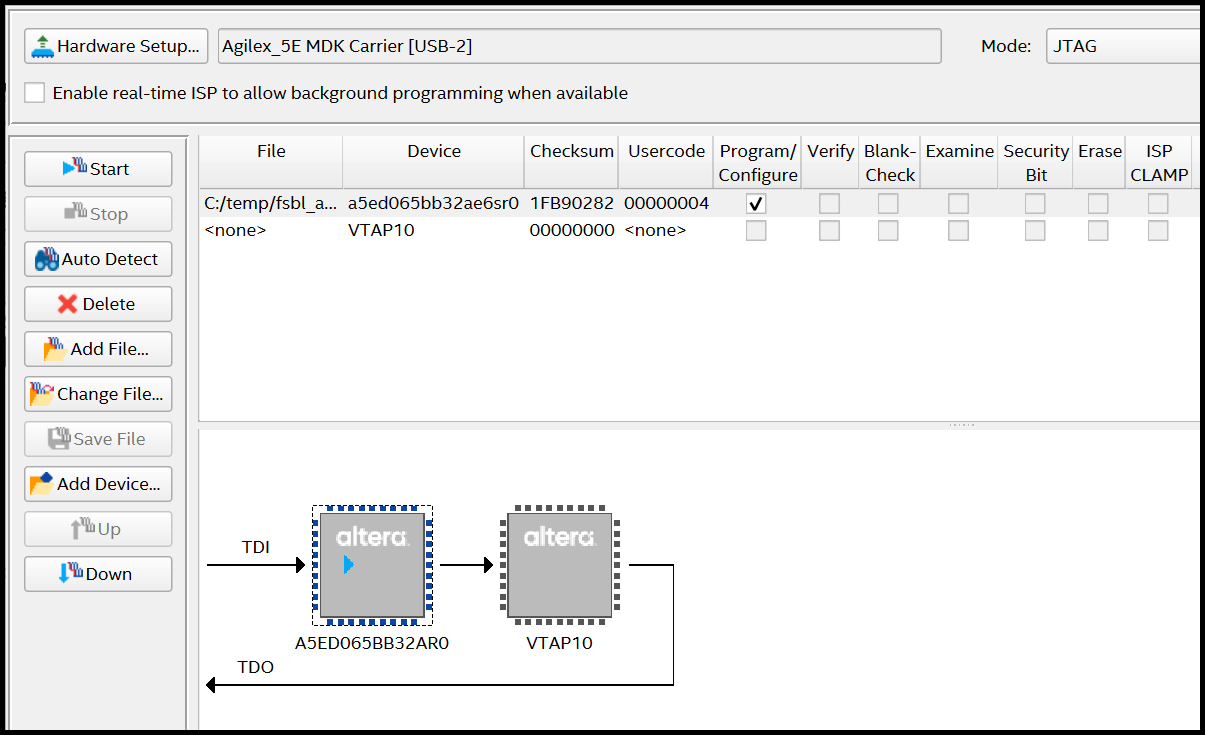 Hardware Setup... Agilex_5E MDK Carrier [USB-2] Mode: JTAG
Enable real-time ISP to allow background programming when available
Start
Stop
Auto Detect
Delete
Add File...
Change File...
Save File
Add Device...
Up
Down
File Device Checksum Usercode Program/ Verify Blank- Examine Security Erase ISP
Configure Check Bit CLAMP
C:/temp/fsbl_a... a5ed065bb32ae6sr0 1FB90282 00000004
<none> VTAP10 00000000 <none>
altera altera
TDI
A5ED065BB32AR0 VTAP10
TDO